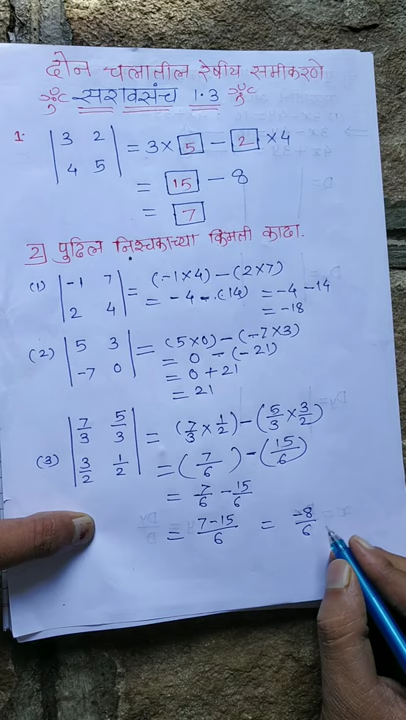 दोन चलातील रेषीय समीकरणे
सरावसंच 1.3
1. | 3 2 | = 3 × 5 - 2 × 4
| 4 5 |
= 15 - 8
= 7
2] पुढिल निश्चकाच्या किमती काढा.
(1) | -1 7 | = (-1×4) - (2×7)
| 2 4 | = -4 - (14) = -4 - 14
= -18
(2) | 5 3 | = (5×0) - (-7×3)
| -7 0 | = 0 - (-21)
= 0 + 21
= 21
| 7/3 5/3 | = (7/3 × 1/2) - (5/3 × 3/2)
(3) | 3/2 1/2 | = (7/6) - (15/6)
= 7/6 - 15/6
= 7-15/6 = -8/6